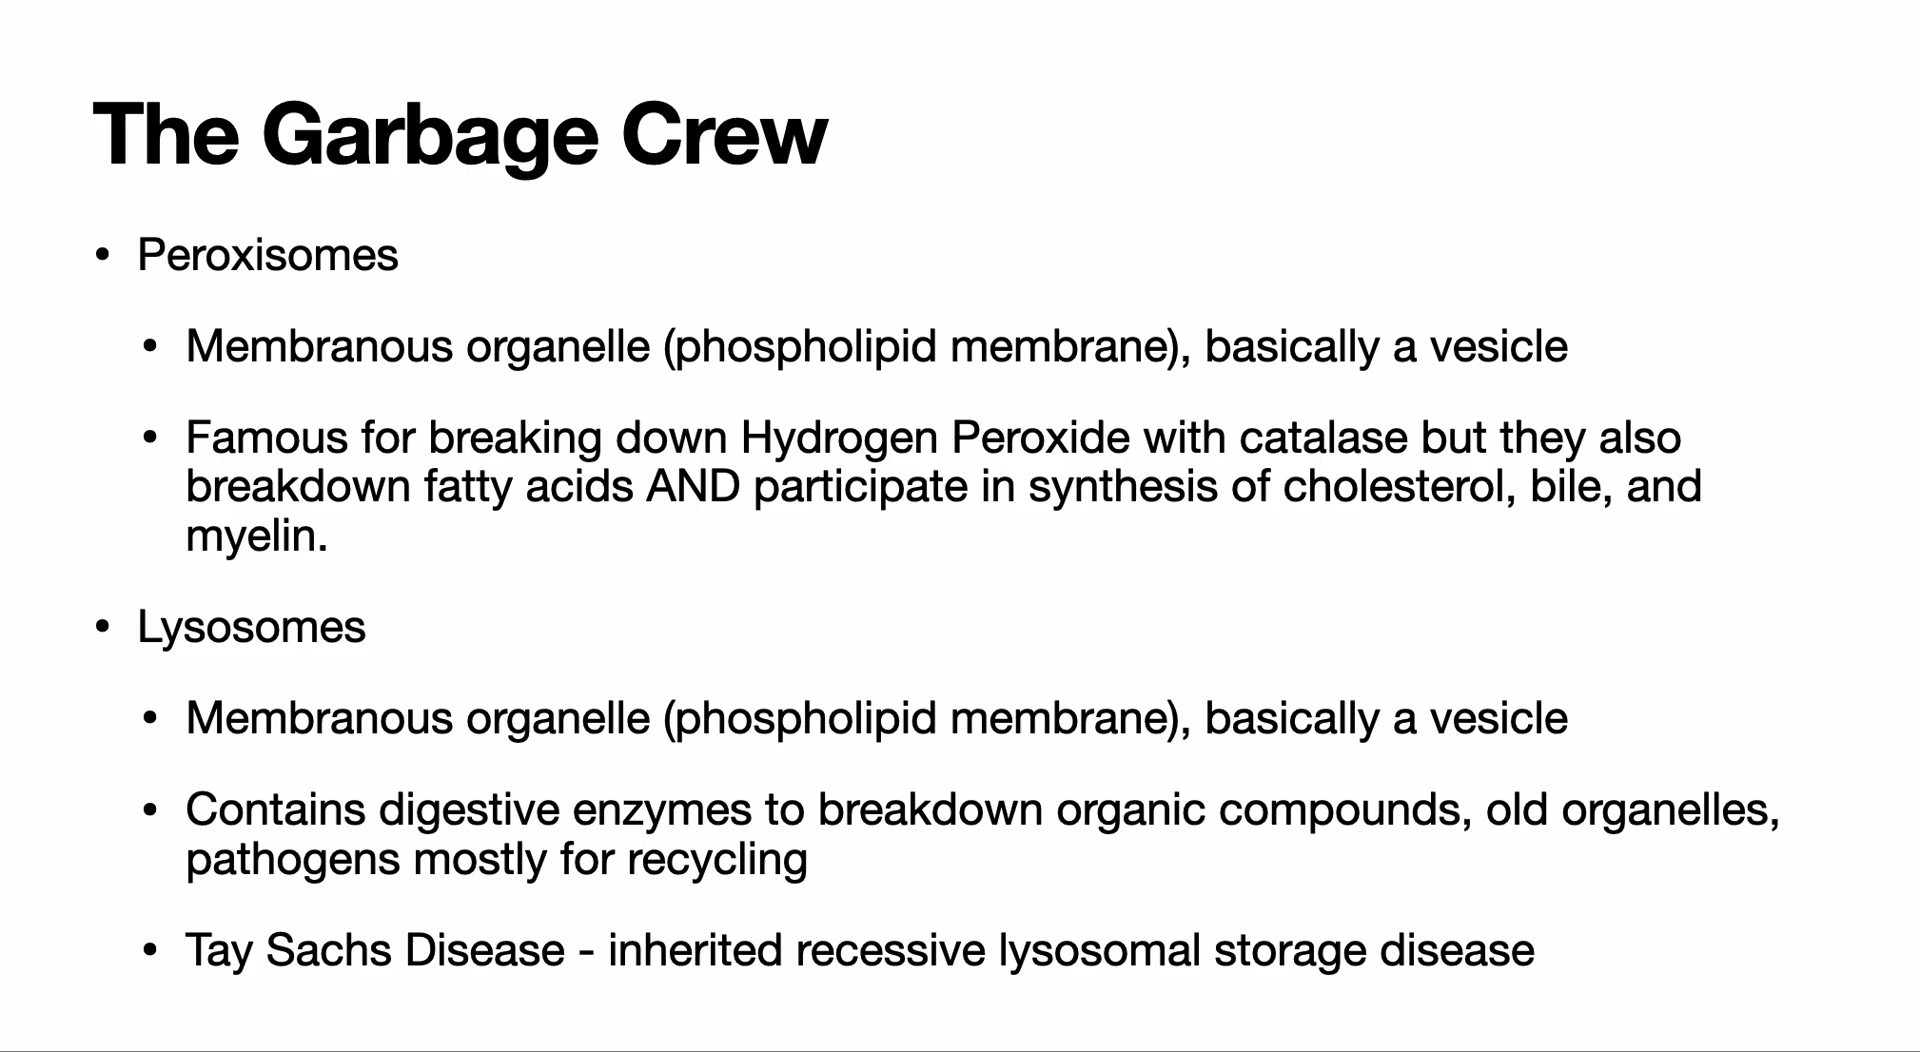 The Garbage Crew
• Peroxisomes
• Membranous organelle (phospholipid membrane), basically a vesicle
• Famous for breaking down Hydrogen Peroxide with catalase but they also
breakdown fatty acids AND participate in synthesis of cholesterol, bile, and
myelin.
• Lysosomes
• Membranous organelle (phospholipid membrane), basically a vesicle
• Contains digestive enzymes to breakdown organic compounds, old organelles,
pathogens mostly for recycling
• Tay Sachs Disease - inherited recessive lysosomal storage disease